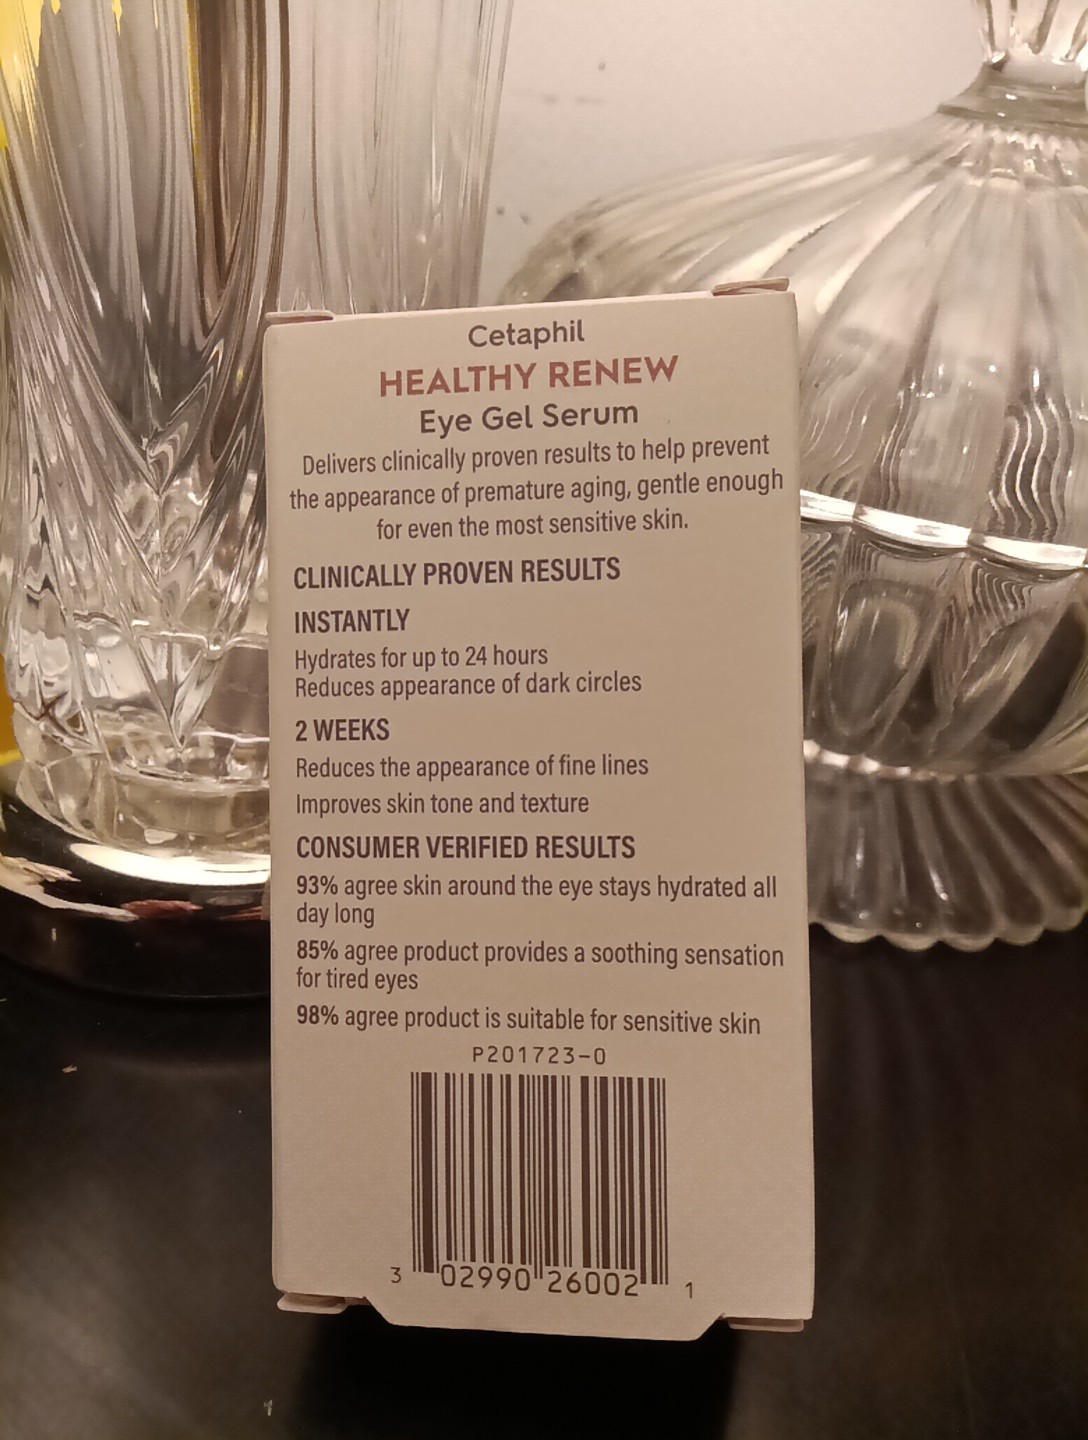 Cetaphil
HEALTHY RENEW
Eye Gel Serum
Delivers clinically proven results to help prevent
the appearance of premature aging, gentle enough
for even the most sensitive skin.
CLINICALLY PROVEN RESULTS
INSTANTLY
Hydrates for up to 24 hours
Reduces appearance of dark circles
2 WEEKS
Reduces the appearance of fine lines
Improves skin tone and texture
CONSUMER VERIFIED RESULTS
93% agree skin around the eye stays hydrated all
day long
85% agree product provides a soothing sensation
for tired eyes
98% agree product is suitable for sensitive skin
P201723-0
3 02990 26002 1